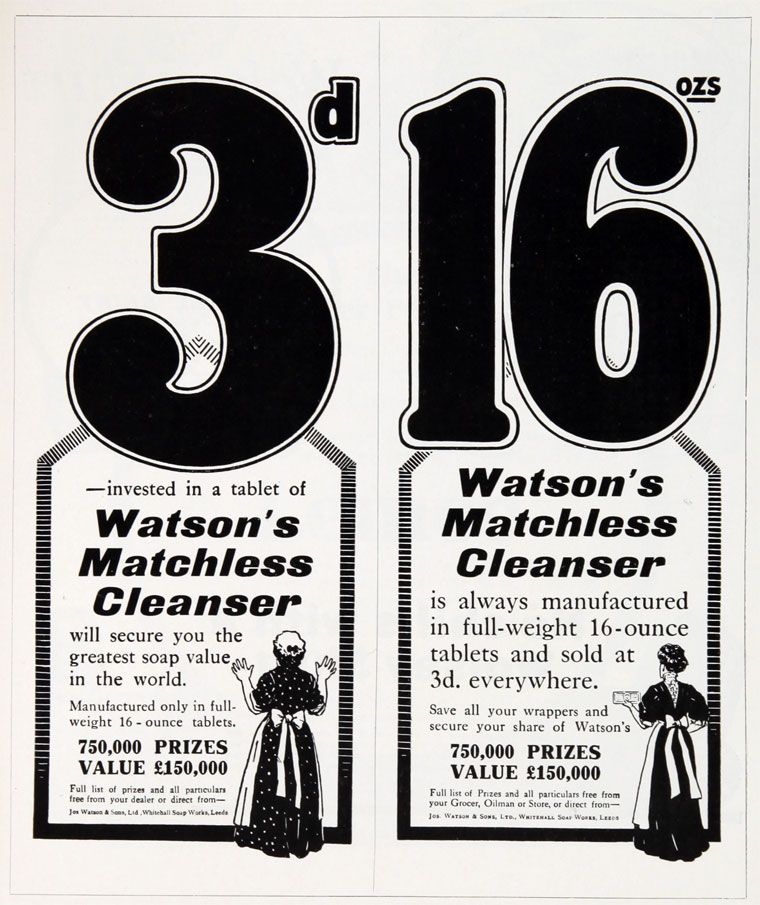 3d
—invested in a tablet of
Watson's
Matchless
Cleanser
will secure you the
greatest soap value
in the world.
Manufactured only in full-
weight 16-ounce tablets.
750,000 PRIZES
VALUE £150,000
Full list of prizes and all particulars
free from your dealer or direct from—
Jos Watson & Sons, Ltd., Whitehall Soap Works, Leeds
16 OZS
Watson's
Matchless
Cleanser
is always manufactured
in full-weight 16-ounce
tablets and sold at
3d. everywhere.
Save all your wrappers and
secure your share of Watson's
750,000 PRIZES
VALUE £150,000
Full list of Prizes and all particulars free from
your Grocer, Oilman or Store, or direct from—
Jos. Watson & Sons, Ltd., Whitehall Soap Works, Leeds